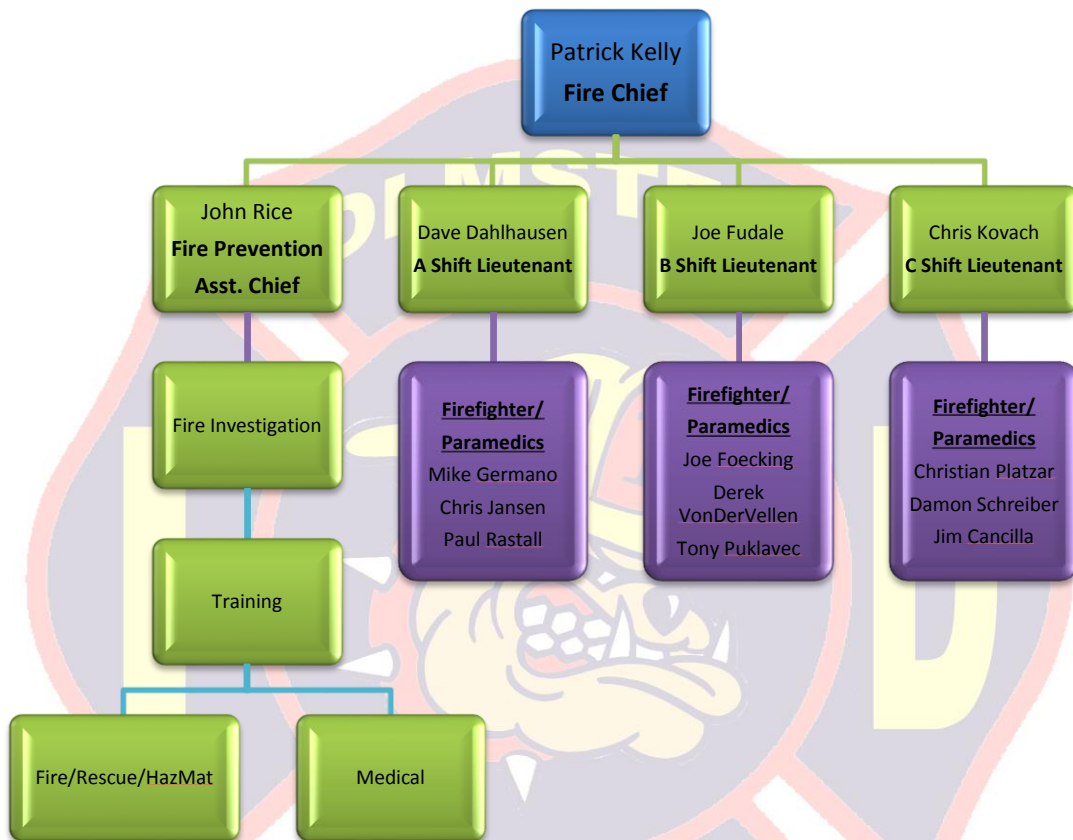 Patrick Kelly
Fire Chief
OLMSTE
John Rice
Fire Prevention
Asst. Chief
Dave Dahlhausen
A Shift Lieutenant
Joe Fudale
B Shift Lieutenant
Chris Kovach
C Shift Lieutenant
Fire Investigation
Firefighter/
Paramedics
Mike Germano
Chris Jansen
Paul Rastall
Firefighter/
Paramedics
Joe Foecking
Derek
VonDerVellen
Tony Puklavec
Firefighter/
Paramedics
Christian Platzar
Damon Schreiber
Jim Cancilla
D
Training
Fire/Rescue/HazMat
Medical